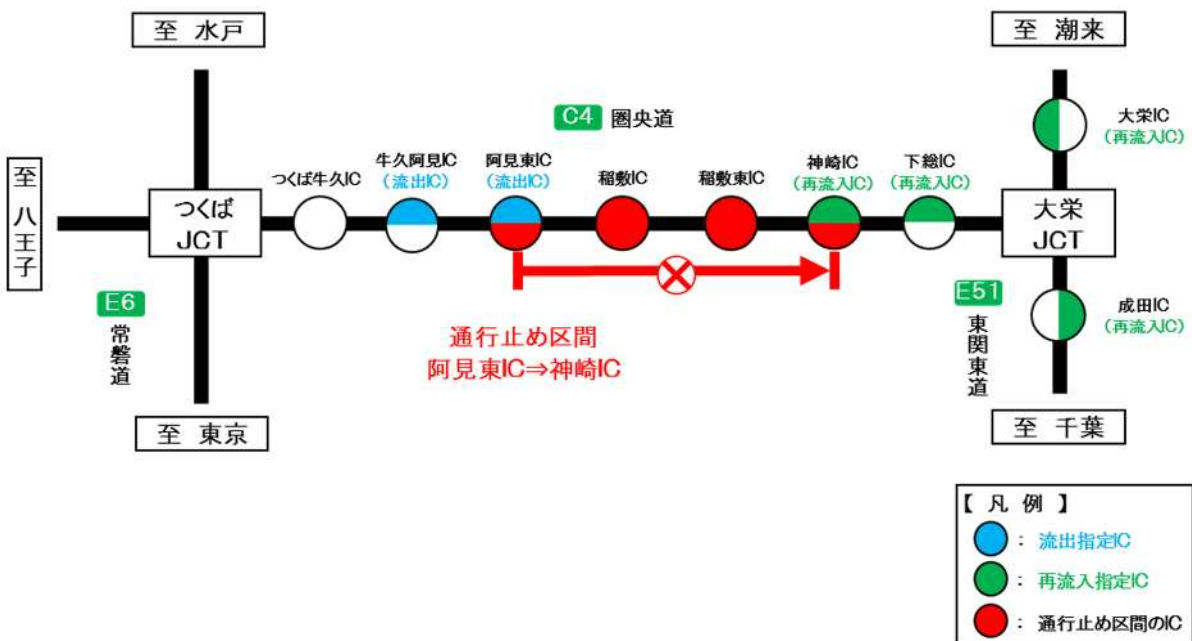 至 水戸
至 潮来
C4 圏央道
大栄IC
(再流入IC)
つくば牛久IC
牛久阿見IC
(流出IC)
阿見東IC
(流出IC)
稲敷IC
稲敷東IC
神崎IC
(再流入IC)
下総IC
(再流入IC)
至 八王子
つくば
JCT
大栄
JCT
E6
常磐道
E51
東関東道
成田IC
(再流入IC)
通行止め区間
阿見東IC⇒神崎IC
至 東京
至 千葉
【 凡 例 】
: 流出指定IC
: 再流入指定IC
: 通行止め区間のIC